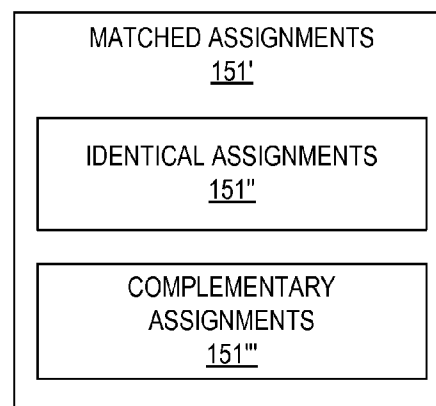 MATCHED ASSIGNMENTS
151'
IDENTICAL ASSIGNMENTS
151"
COMPLEMENTARY
ASSIGNMENTS
151'"